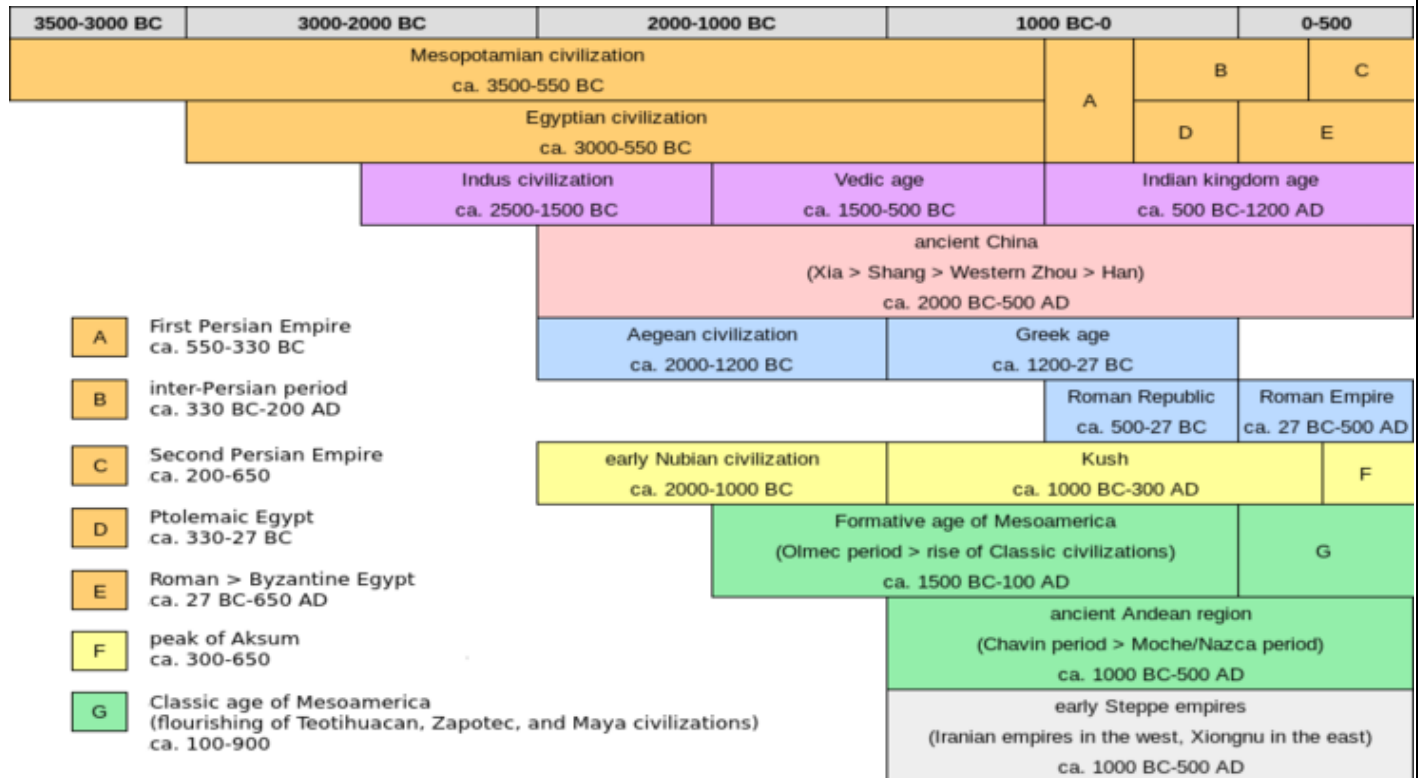 3500-3000 BC 3000-2000 BC 2000-1000 BC 1000 BC-0 0-500
Mesopotamian civilization
ca. 3500-550 BC
A
B
C
Egyptian civilization
ca. 3000-550 BC
D
E
Indus civilization
ca. 2500-1500 BC
Vedic age
ca. 1500-500 BC
Indian kingdom age
ca. 500 BC-1200 AD
ancient China
(Xia > Shang > Western Zhou > Han)
ca. 2000 BC-500 AD
Aegean civilization
ca. 2000-1200 BC
Greek age
ca. 1200-27 BC
Roman Republic
ca. 500-27 BC
Roman Empire
ca. 27 BC-500 AD
early Nubian civilization
ca. 2000-1000 BC
Kush
ca. 1000 BC-300 AD
F
Formative age of Mesoamerica
(Olmec period > rise of Classic civilizations)
ca. 1500 BC-100 AD
G
ancient Andean region
(Chavin period > Moche/Nazca period)
ca. 1000 BC-500 AD
early Steppe empires
(Iranian empires in the west, Xiongnu in the east)
ca. 1000 BC-500 AD
A
First Persian Empire
ca. 550-330 BC
B
inter-Persian period
ca. 330 BC-200 AD
C
Second Persian Empire
ca. 200-650
D
Ptolemaic Egypt
ca. 330-27 BC
E
Roman > Byzantine Egypt
ca. 27 BC-650 AD
F
peak of Aksum
ca. 300-650
G
Classic age of Mesoamerica
(flourishing of Teotihuacan, Zapotec, and Maya civilizations)
ca. 100-900